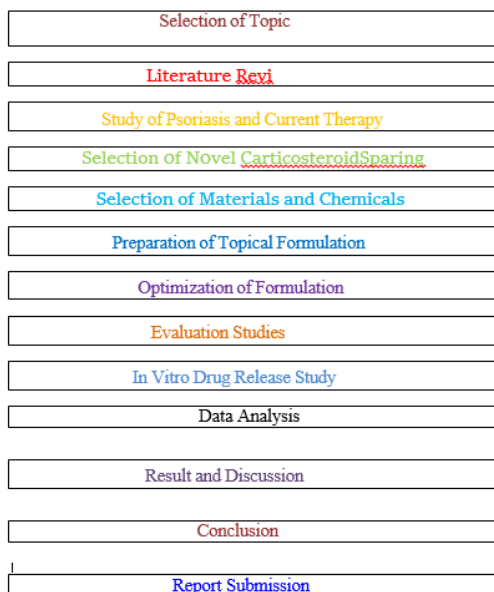 Selection of Topic
Literature Revi
Study of Psoriasis and Current Therapy
Selection Of Novel CarticosteroidSparing
Selection of Materials and Chemicals
Preparation of Topical Formulation
Optimization of Formulation
Evaluation Studies
In Vitro Drug Release Study
Data Analysis
Result and Discussion
Conclusion
Report Submission